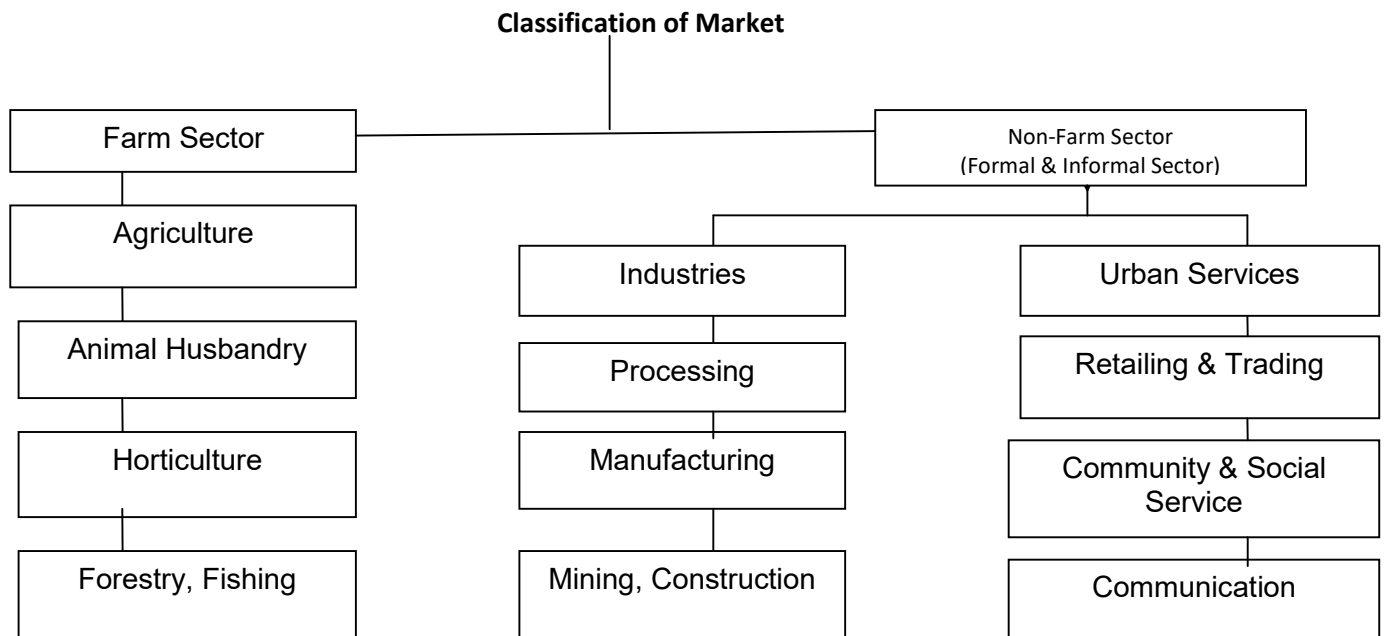 Classification of Market
Farm Sector
Non-Farm Sector
(Formal & Informal Sector)
Agriculture
Animal Husbandry
Horticulture
Forestry, Fishing
Industries
Processing
Manufacturing
Mining, Construction
Urban Services
Retailing & Trading
Community & Social
Service
Communication